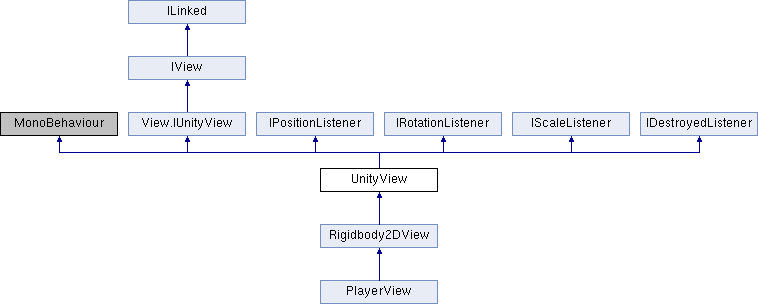 ILinked
IView
MonoBehaviour View.IUnityView IPositionListener IRotationListener IScaleListener IDestroyedListener
UnityView
Rigidbody2DView
PlayerView